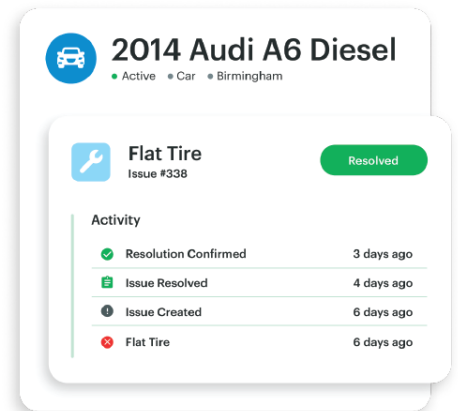 2014 Audi A6 Diesel
Active Car Birmingham
Flat Tire
Issue #338
Resolved
Activity
Resolution Confirmed 3 days ago
Issue Resolved 4 days ago
Issue Created 6 days ago
Flat Tire 6 days ago